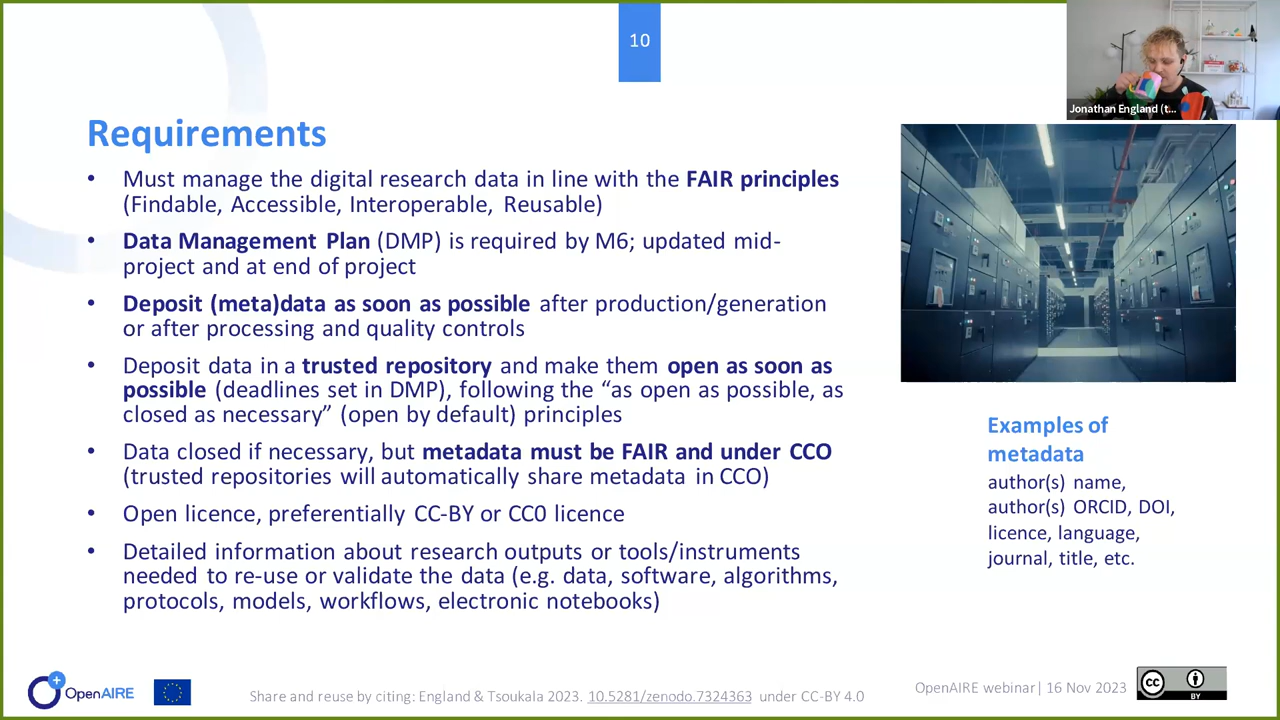 10
Jonathan England (t...
Requirements
• Must manage the digital research data in line with the FAIR principles
(Findable, Accessible, Interoperable, Reusable)
• Data Management Plan (DMP) is required by M6; updated mid-
project and at end of project
• Deposit (meta)data as soon as possible after production/generation
or after processing and quality controls
• Deposit data in a trusted repository and make them open as soon as
possible (deadlines set in DMP), following the “as open as possible, as
closed as necessary” (open by default) principles
• Data closed if necessary, but metadata must be FAIR and under CCO
(trusted repositories will automatically share metadata in CCO)
• Open licence, preferentially CC-BY or CC0 licence
• Detailed information about research outputs or tools/instruments
needed to re-use or validate the data (e.g. data, software, algorithms,
protocols, models, workflows, electronic notebooks)
Examples of
metadata
author(s) name,
author(s) ORCID, DOI,
licence, language,
journal, title, etc.
OpenAIRE
Share and reuse by citing: England & Tsoukala 2023. 10.5281/zenodo.7324363 under CC-BY 4.0
OpenAIRE webinar| 16 Nov 2023
cc
BY